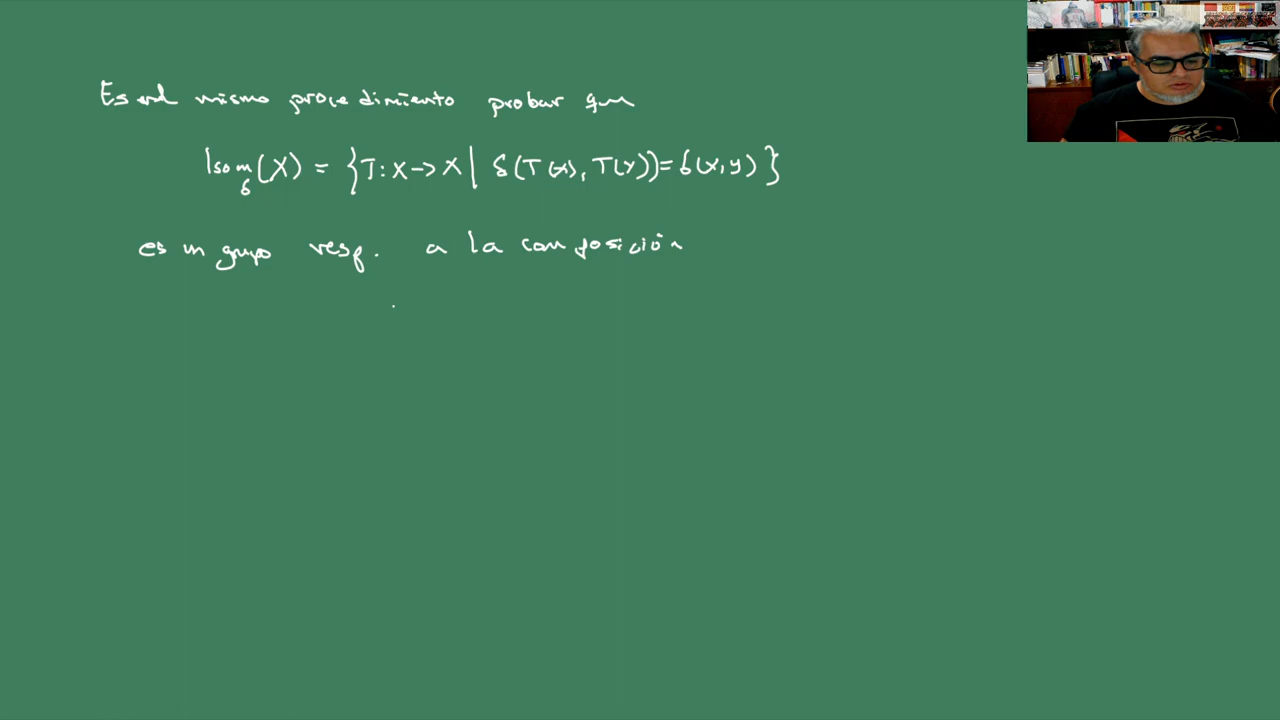 Es el mismo procedimiento probar que
Isom_δ(X) = {T: X → X | δ(T(x), T(y)) = δ(x, y)}
es un grupo resp. a la composición